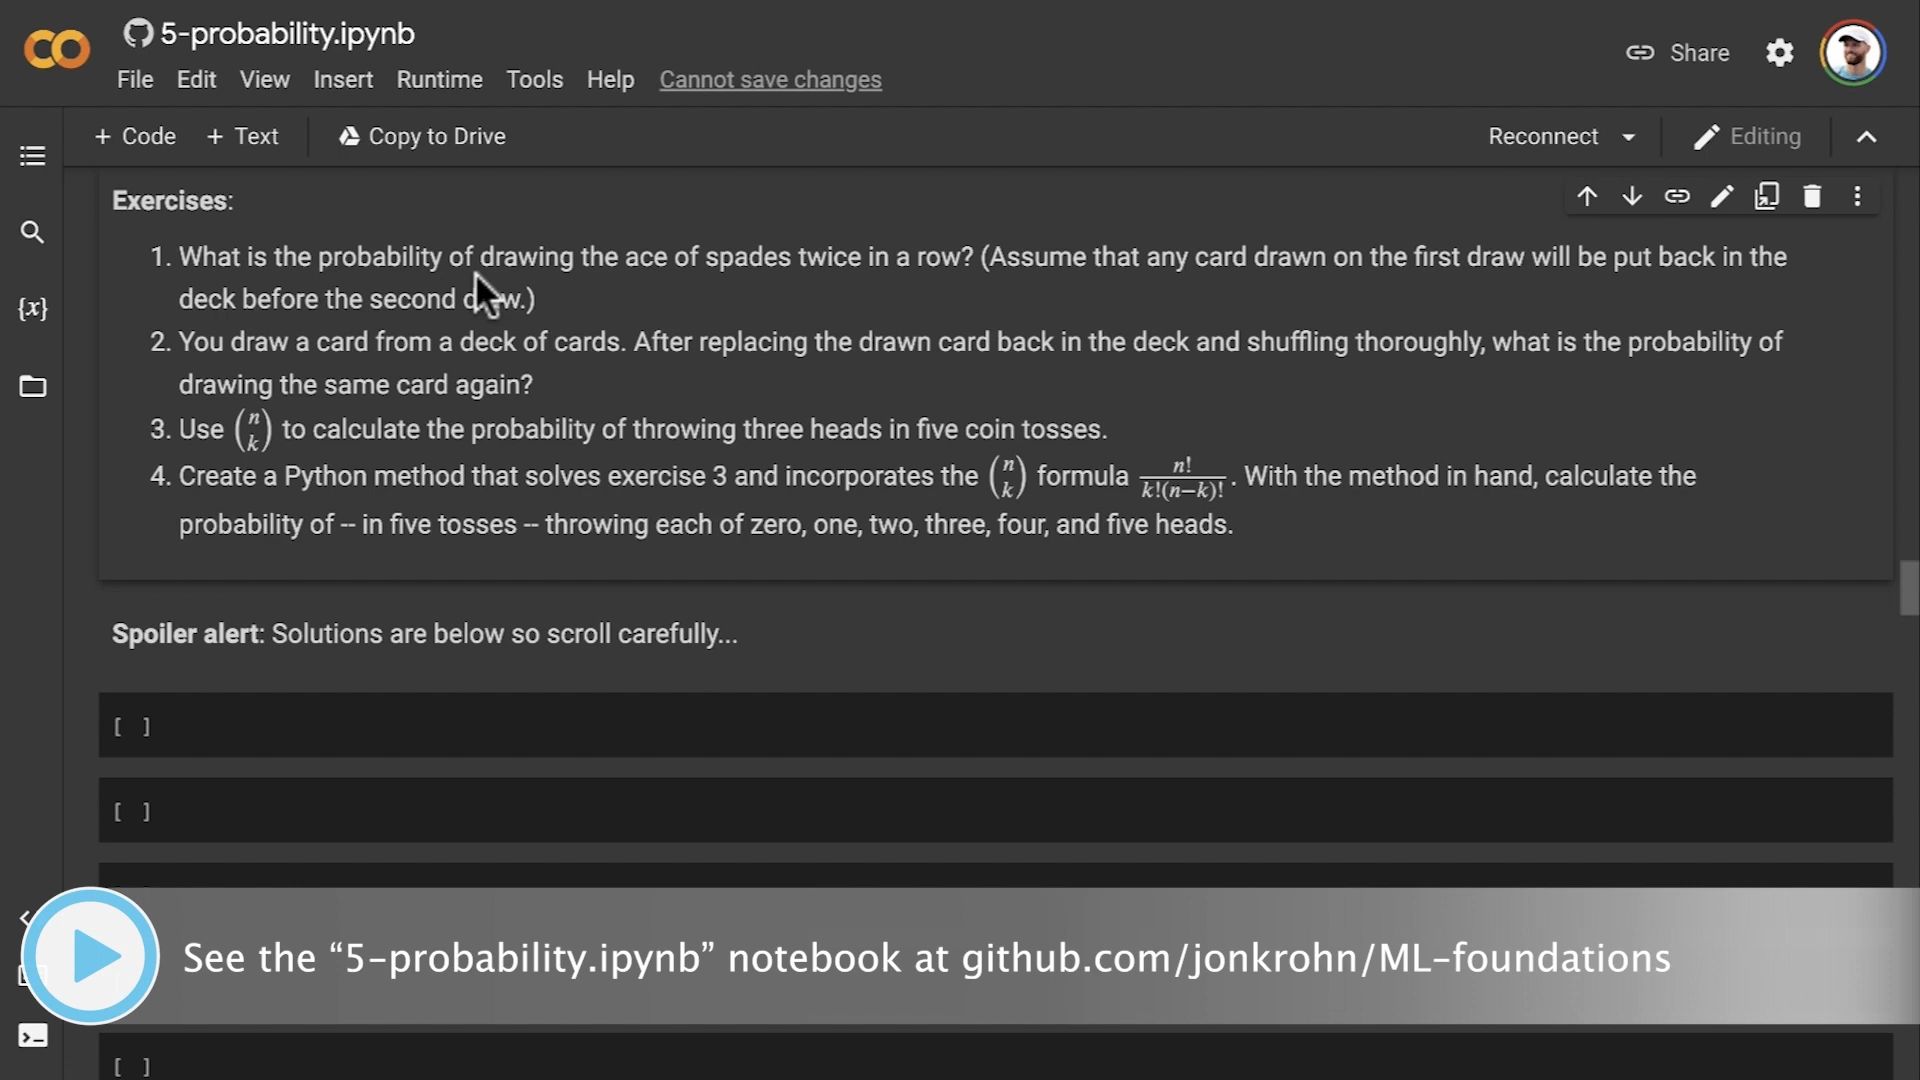 5-probability.ipynb
File Edit View Insert Runtime Tools Help Cannot save changes
Share
+ Code + Text Copy to Drive
Reconnect Editing
Exercises:
1. What is the probability of drawing the ace of spades twice in a row? (Assume that any card drawn on the first draw will be put back in the
deck before the second draw.)
2. You draw a card from a deck of cards. After replacing the drawn card back in the deck and shuffling thoroughly, what is the probability of
drawing the same card again?
3. Use (n k) to calculate the probability of throwing three heads in five coin tosses.
4. Create a Python method that solves exercise 3 and incorporates the (n k) formula n!/k!(n−k)!. With the method in hand, calculate the
probability of -- in five tosses -- throwing each of zero, one, two, three, four, and five heads.
Spoiler alert: Solutions are below so scroll carefully...
[ ]
[ ]
See the “5-probability.ipynb” notebook at github.com/jonkrohn/ML-foundations
[ ]